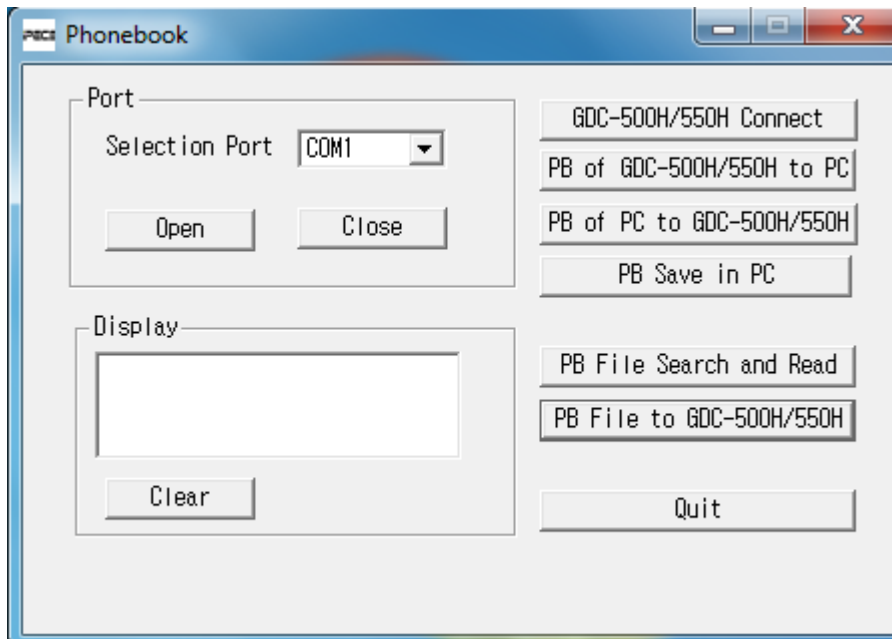 Phonebook
Port
Selection Port COM1
Open Close
GDC-500H/550H Connect
PB of GDC-500H/550H to PC
PB of PC to GDC-500H/550H
PB Save in PC
Display
Clear
PB File Search and Read
PB File to GDC-500H/550H
Quit